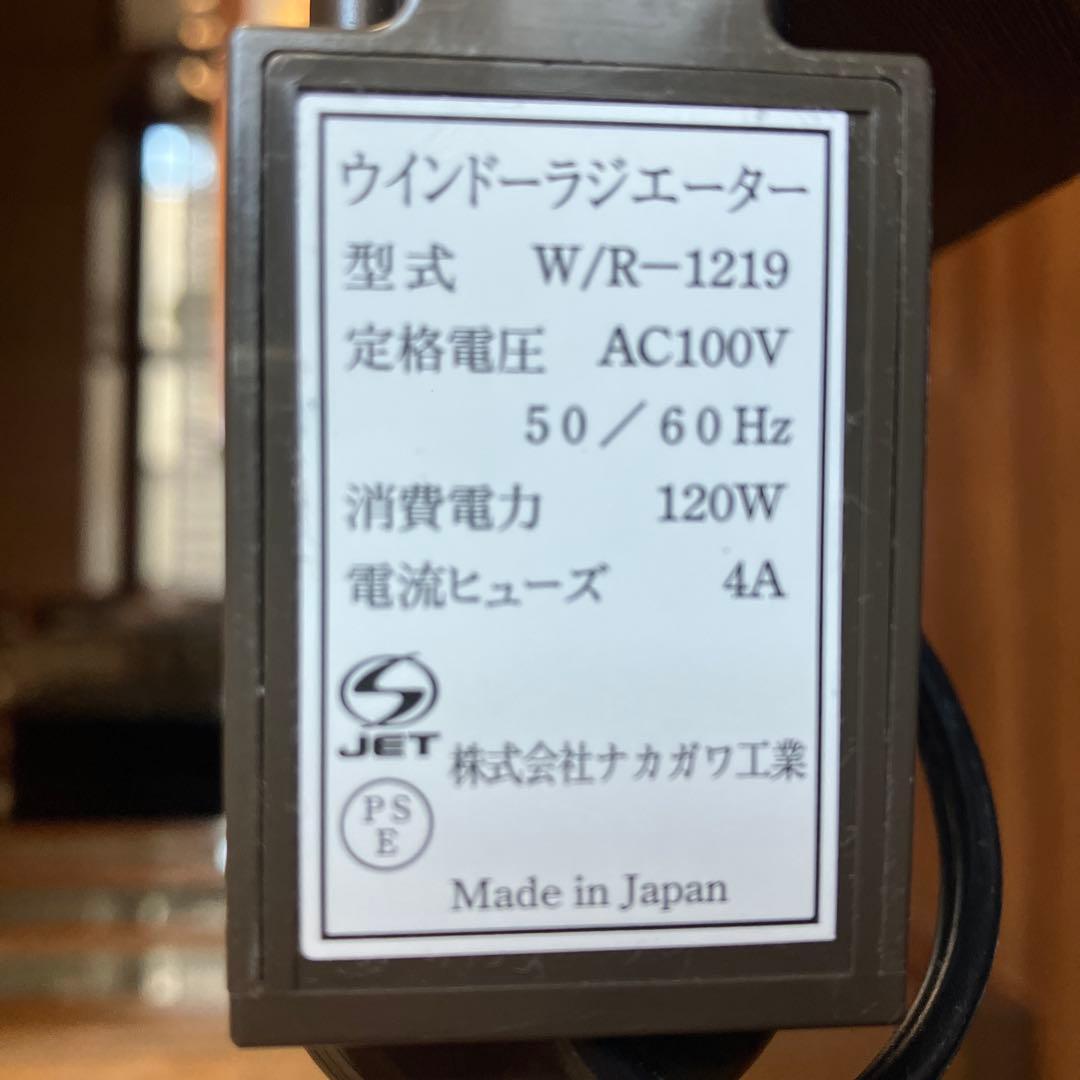 ウインドーラジエーター
型式 W/R－1219
定格電圧 AC100V
50／60Hz
消費電力 120W
電流ヒューズ 4A
JET
株式会社ナカガワ工業
PS
E
Made in Japan